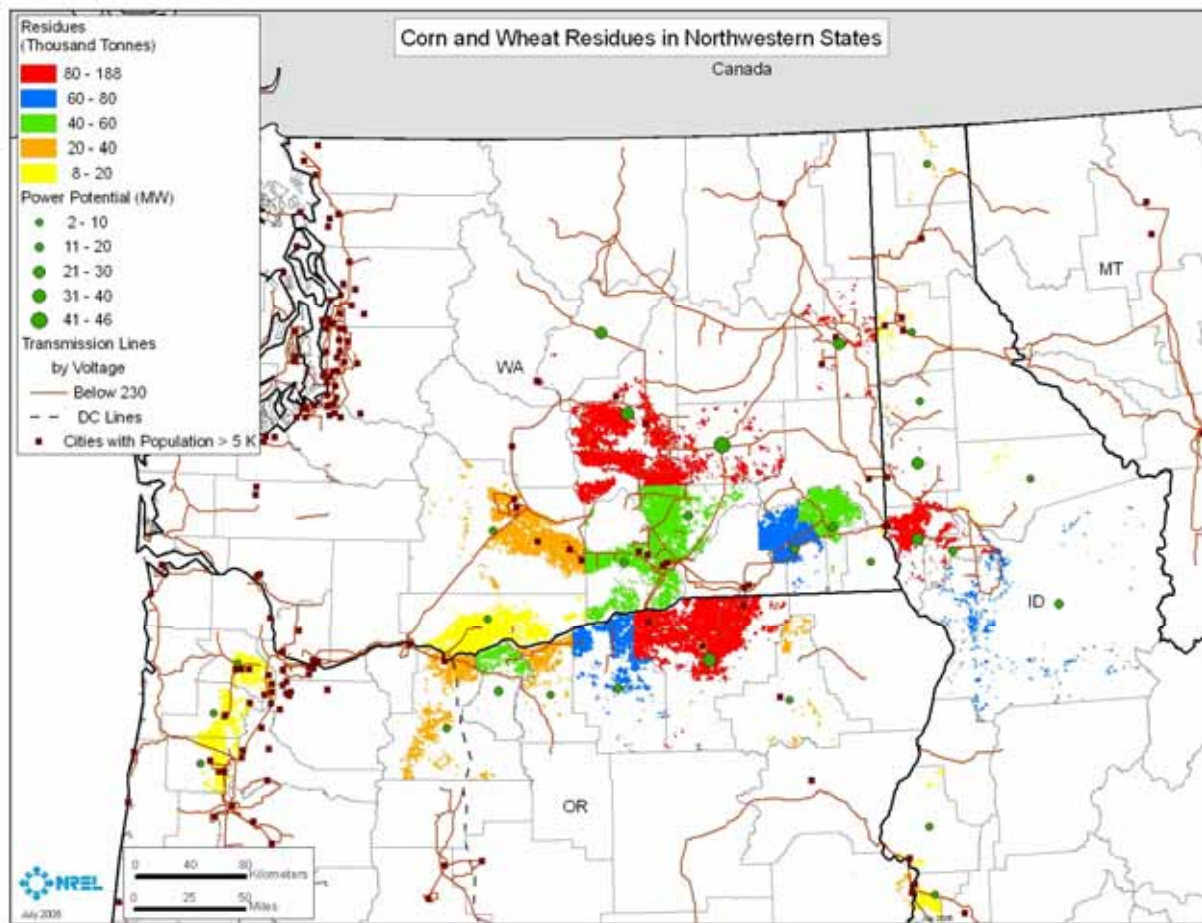 Corn and Wheat Residues in Northwestern States
Canada
Residues
(Thousand Tonnes)
80 - 188
60 - 80
40 - 60
20 - 40
8 - 20
Power Potential (MW)
2 - 10
11 - 20
21 - 30
31 - 40
41 - 46
Transmission Lines
by Voltage
Below 230
DC Lines
Cities with Population > 5 K
WA
MT
ID
OR
0 40 80
Kilometers
0 25 50
Miles
NREL